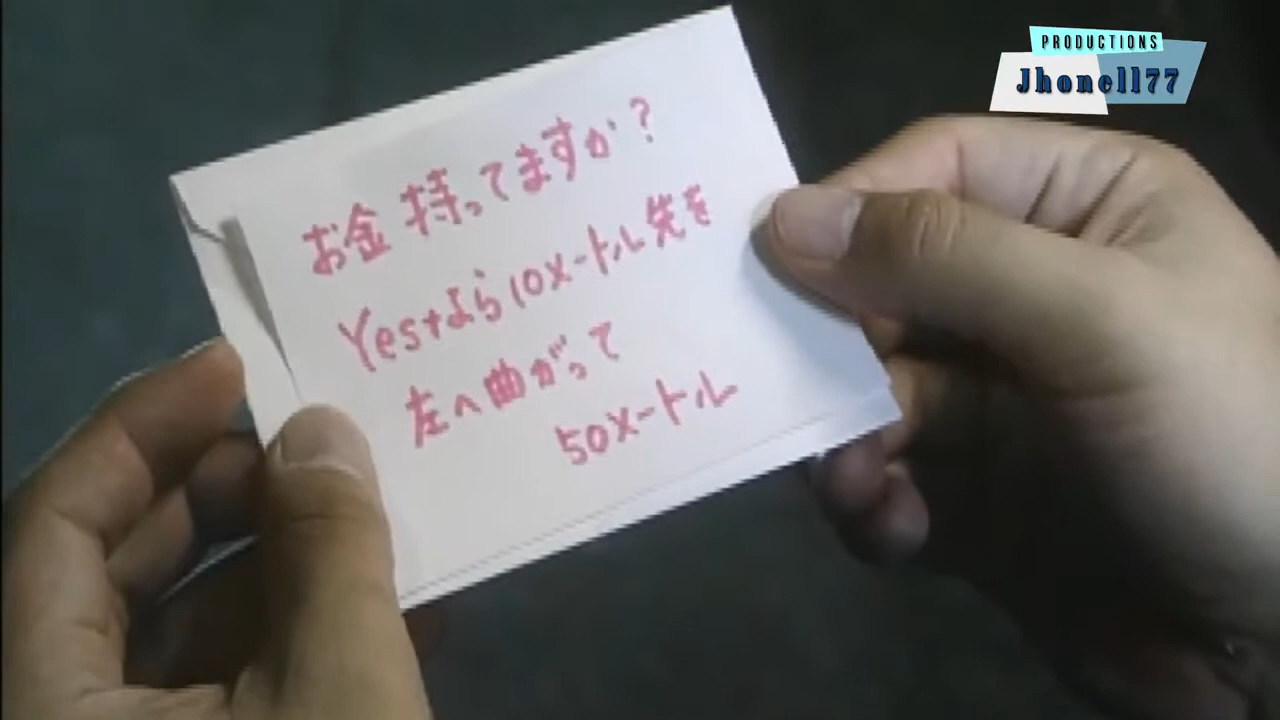 PRODUCTIONS
Jhonell77
お金 持ってますか?
Yesなら10メートル先を
左へ曲がって
50メートル